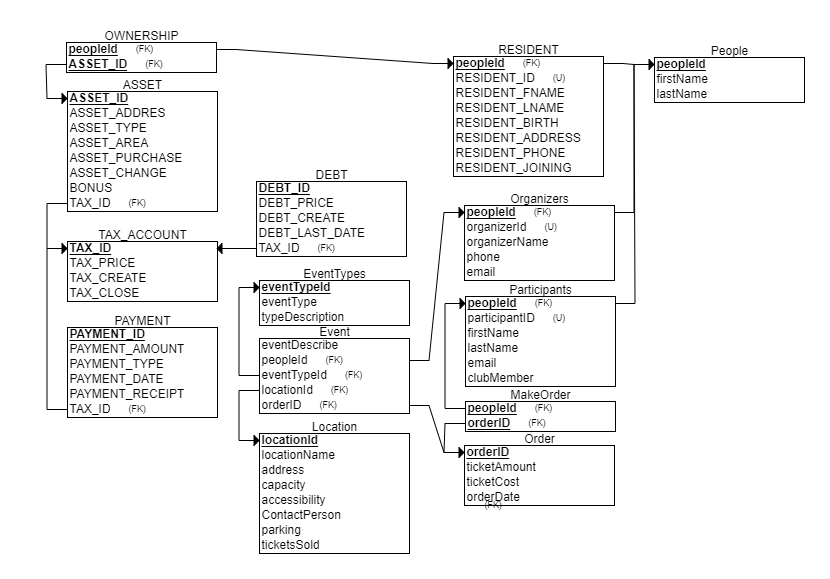 OWNERSHIP
peopleId (FK)
ASSET_ID (FK)
ASSET
ASSET_ID
ASSET_ADDRES
ASSET_TYPE
ASSET_AREA
ASSET_PURCHASE
ASSET_CHANGE
BONUS
TAX_ID (FK)
TAX_ACCOUNT
TAX_ID
TAX_PRICE
TAX_CREATE
TAX_CLOSE
PAYMENT
PAYMENT_ID
PAYMENT_AMOUNT
PAYMENT_TYPE
PAYMENT_DATE
PAYMENT_RECEIPT
TAX_ID (FK)
DEBT
DEBT_ID
DEBT_PRICE
DEBT_CREATE
DEBT_LAST_DATE
TAX_ID (FK)
EventTypes
eventTypeId
eventType
typeDescription
Event
eventDescribe
peopleId (FK)
eventTypeId (FK)
locationId (FK)
orderID (FK)
Location
locationId
locationName
address
capacity
accessibility
ContactPerson
parking
ticketsSold
RESIDENT
peopleId (FK)
RESIDENT_ID (U)
RESIDENT_FNAME
RESIDENT_LNAME
RESIDENT_BIRTH
RESIDENT_ADDRESS
RESIDENT_PHONE
RESIDENT_JOINING
Organizers
peopleId (FK)
organizerId (U)
organizerName
phone
email
Participants
peopleId (FK)
participantID (U)
firstName
lastName
email
clubMember
MakeOrder
peopleId (FK)
orderID (FK)
Order
orderID
ticketAmount
ticketCost
orderDate
(FK)
People
peopleId
firstName
lastName